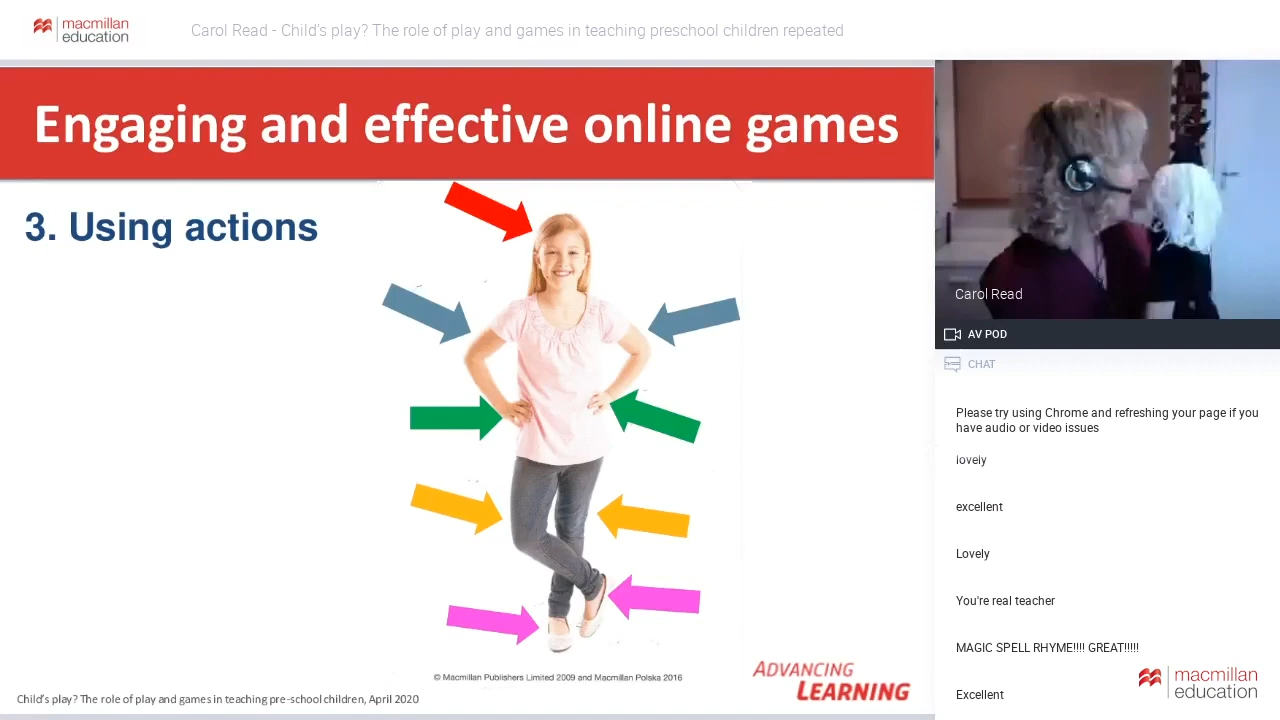 macmillan
education
Carol Read - Child's play? The role of play and games in teaching preschool children repeated
Engaging and effective online games
3. Using actions
© Macmillan Publishers Limited 2009 and Macmillan Polska 2016
ADVANCING
LEARNING
Child's play? The role of play and games in teaching pre-school children, April 2020
Carol Read
AV POD
CHAT
Please try using Chrome and refreshing your page if you
have audio or video issues
lovely
excellent
Lovely
You're real teacher
MAGIC SPELL RHYME!!!! GREAT!!!!!
macmillan
education
Excellent